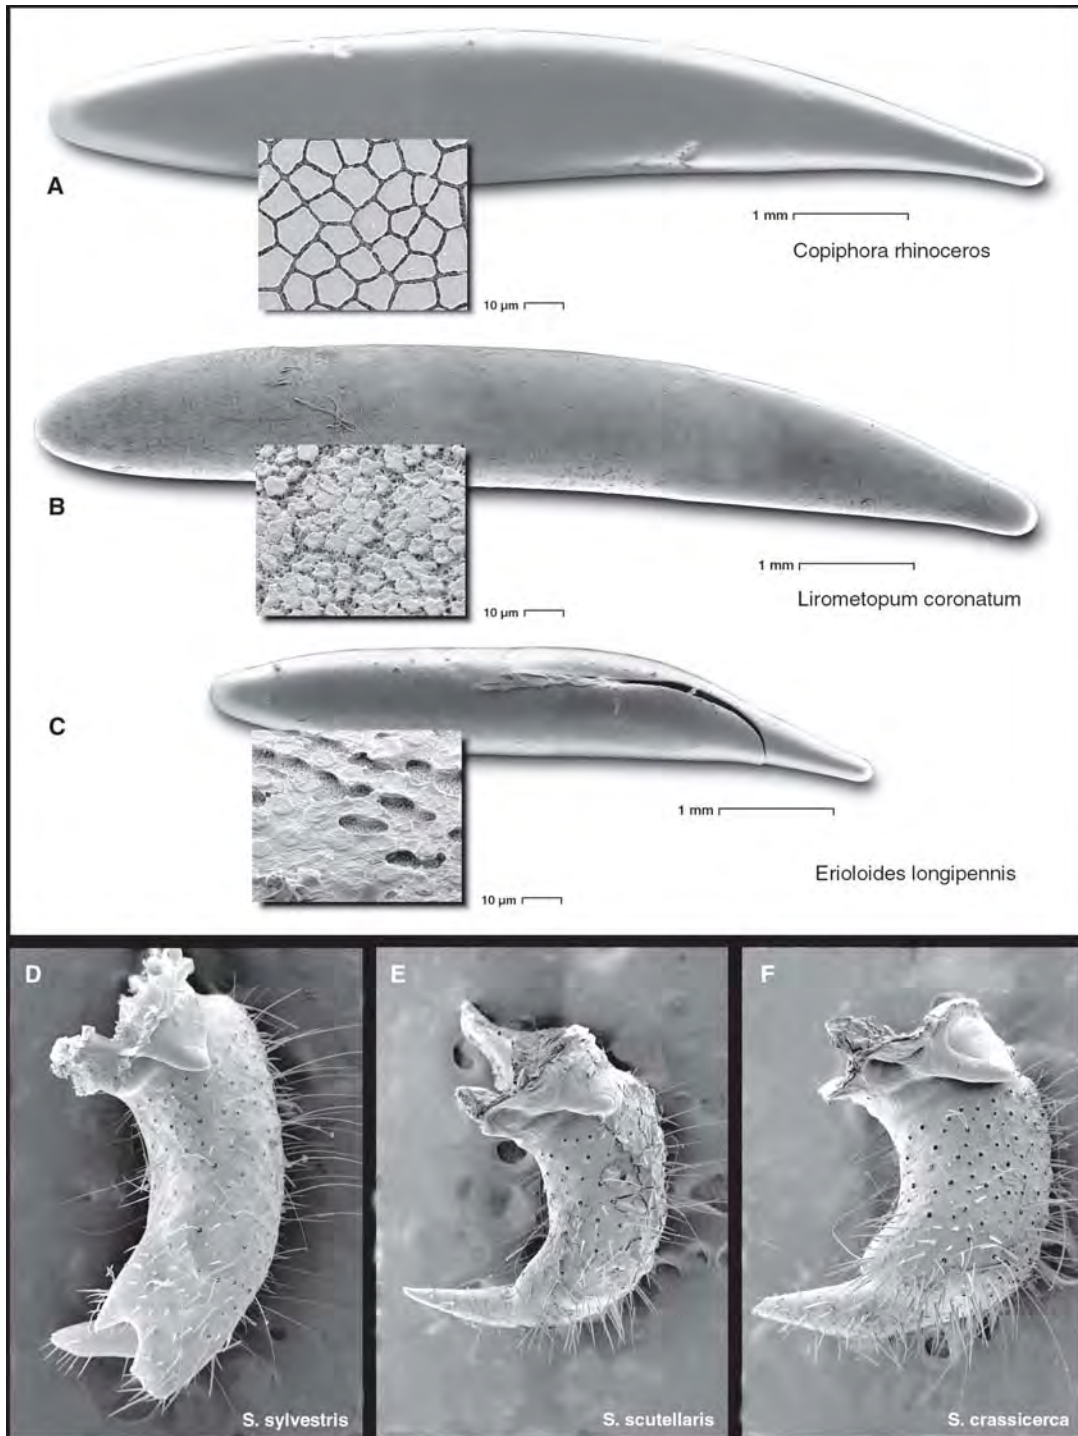 A
1 mm
Copiphora rhinoceros
10 µm
B
1 mm
Lirometopum coronatum
10 µm
C
1 mm
Erioloides longipennis
10 µm
D
E
F
S. sylvestris
S. scutellaris
S. crassicerca